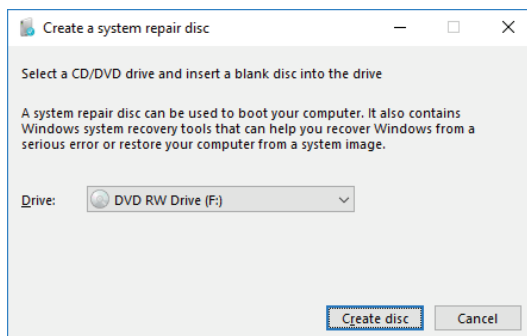 Create a system repair disc
Select a CD/DVD drive and insert a blank disc into the drive
A system repair disc can be used to boot your computer. It also contains
Windows system recovery tools that can help you recover Windows from a
serious error or restore your computer from a system image.
Drive: DVD RW Drive (F:)
Create disc Cancel